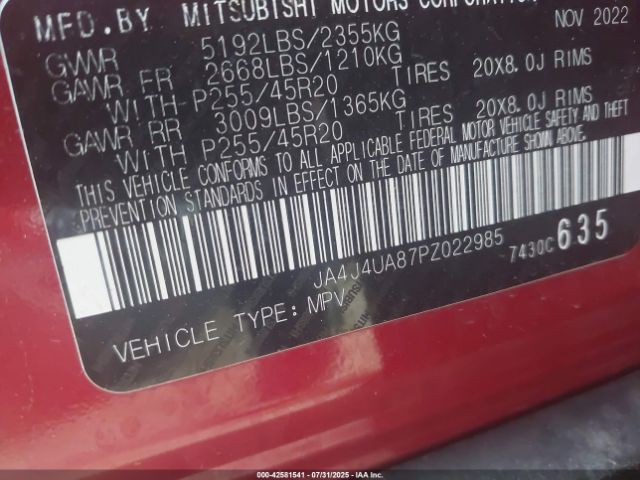 MFD.BY MITSUBISHI MOTORS CORPORATION
NOV 2022
GVWR 5192LBS/2355KG
GAWR FR 2668LBS/1210KG
WITH P255/45R20 TIRES 20X8.0J RIMS
GAWR RR 3009LBS/1365KG
WITH P255/45R20 TIRES 20X8.0J RIMS
THIS VEHICLE CONFORMS TO ALL APPLICABLE FEDERAL MOTOR VEHICLE SAFETY AND THEFT
PREVENTION STANDARDS IN EFFECT ON THE DATE OF MANUFACTURE SHOWN ABOVE.
JA4J4UA87PZ022985 7430C635
VEHICLE TYPE:MPV
000-42581541 / 07/31/2025 - IAA Inc.